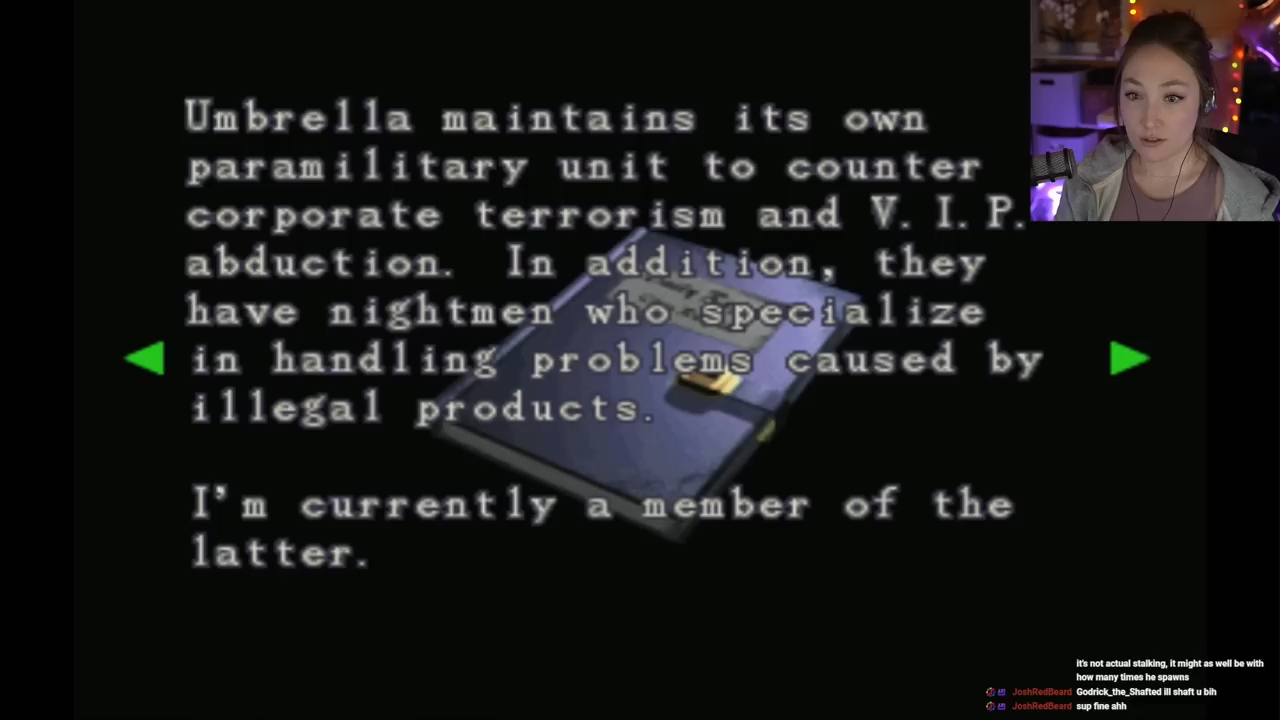 Umbrella maintains its own
paramilitary unit to counter
corporate terrorism and V.I.P.
abduction. In addition, they
have nightmen who specialize
in handling problems caused by
illegal products.
I'm currently a member of the
latter.
it's not actual stalking, it might as well be with
how many times he spawns
JoshRedBeard Godrick_the_Shafted ill shaft u bih
JoshRedBeard sup fine ahh